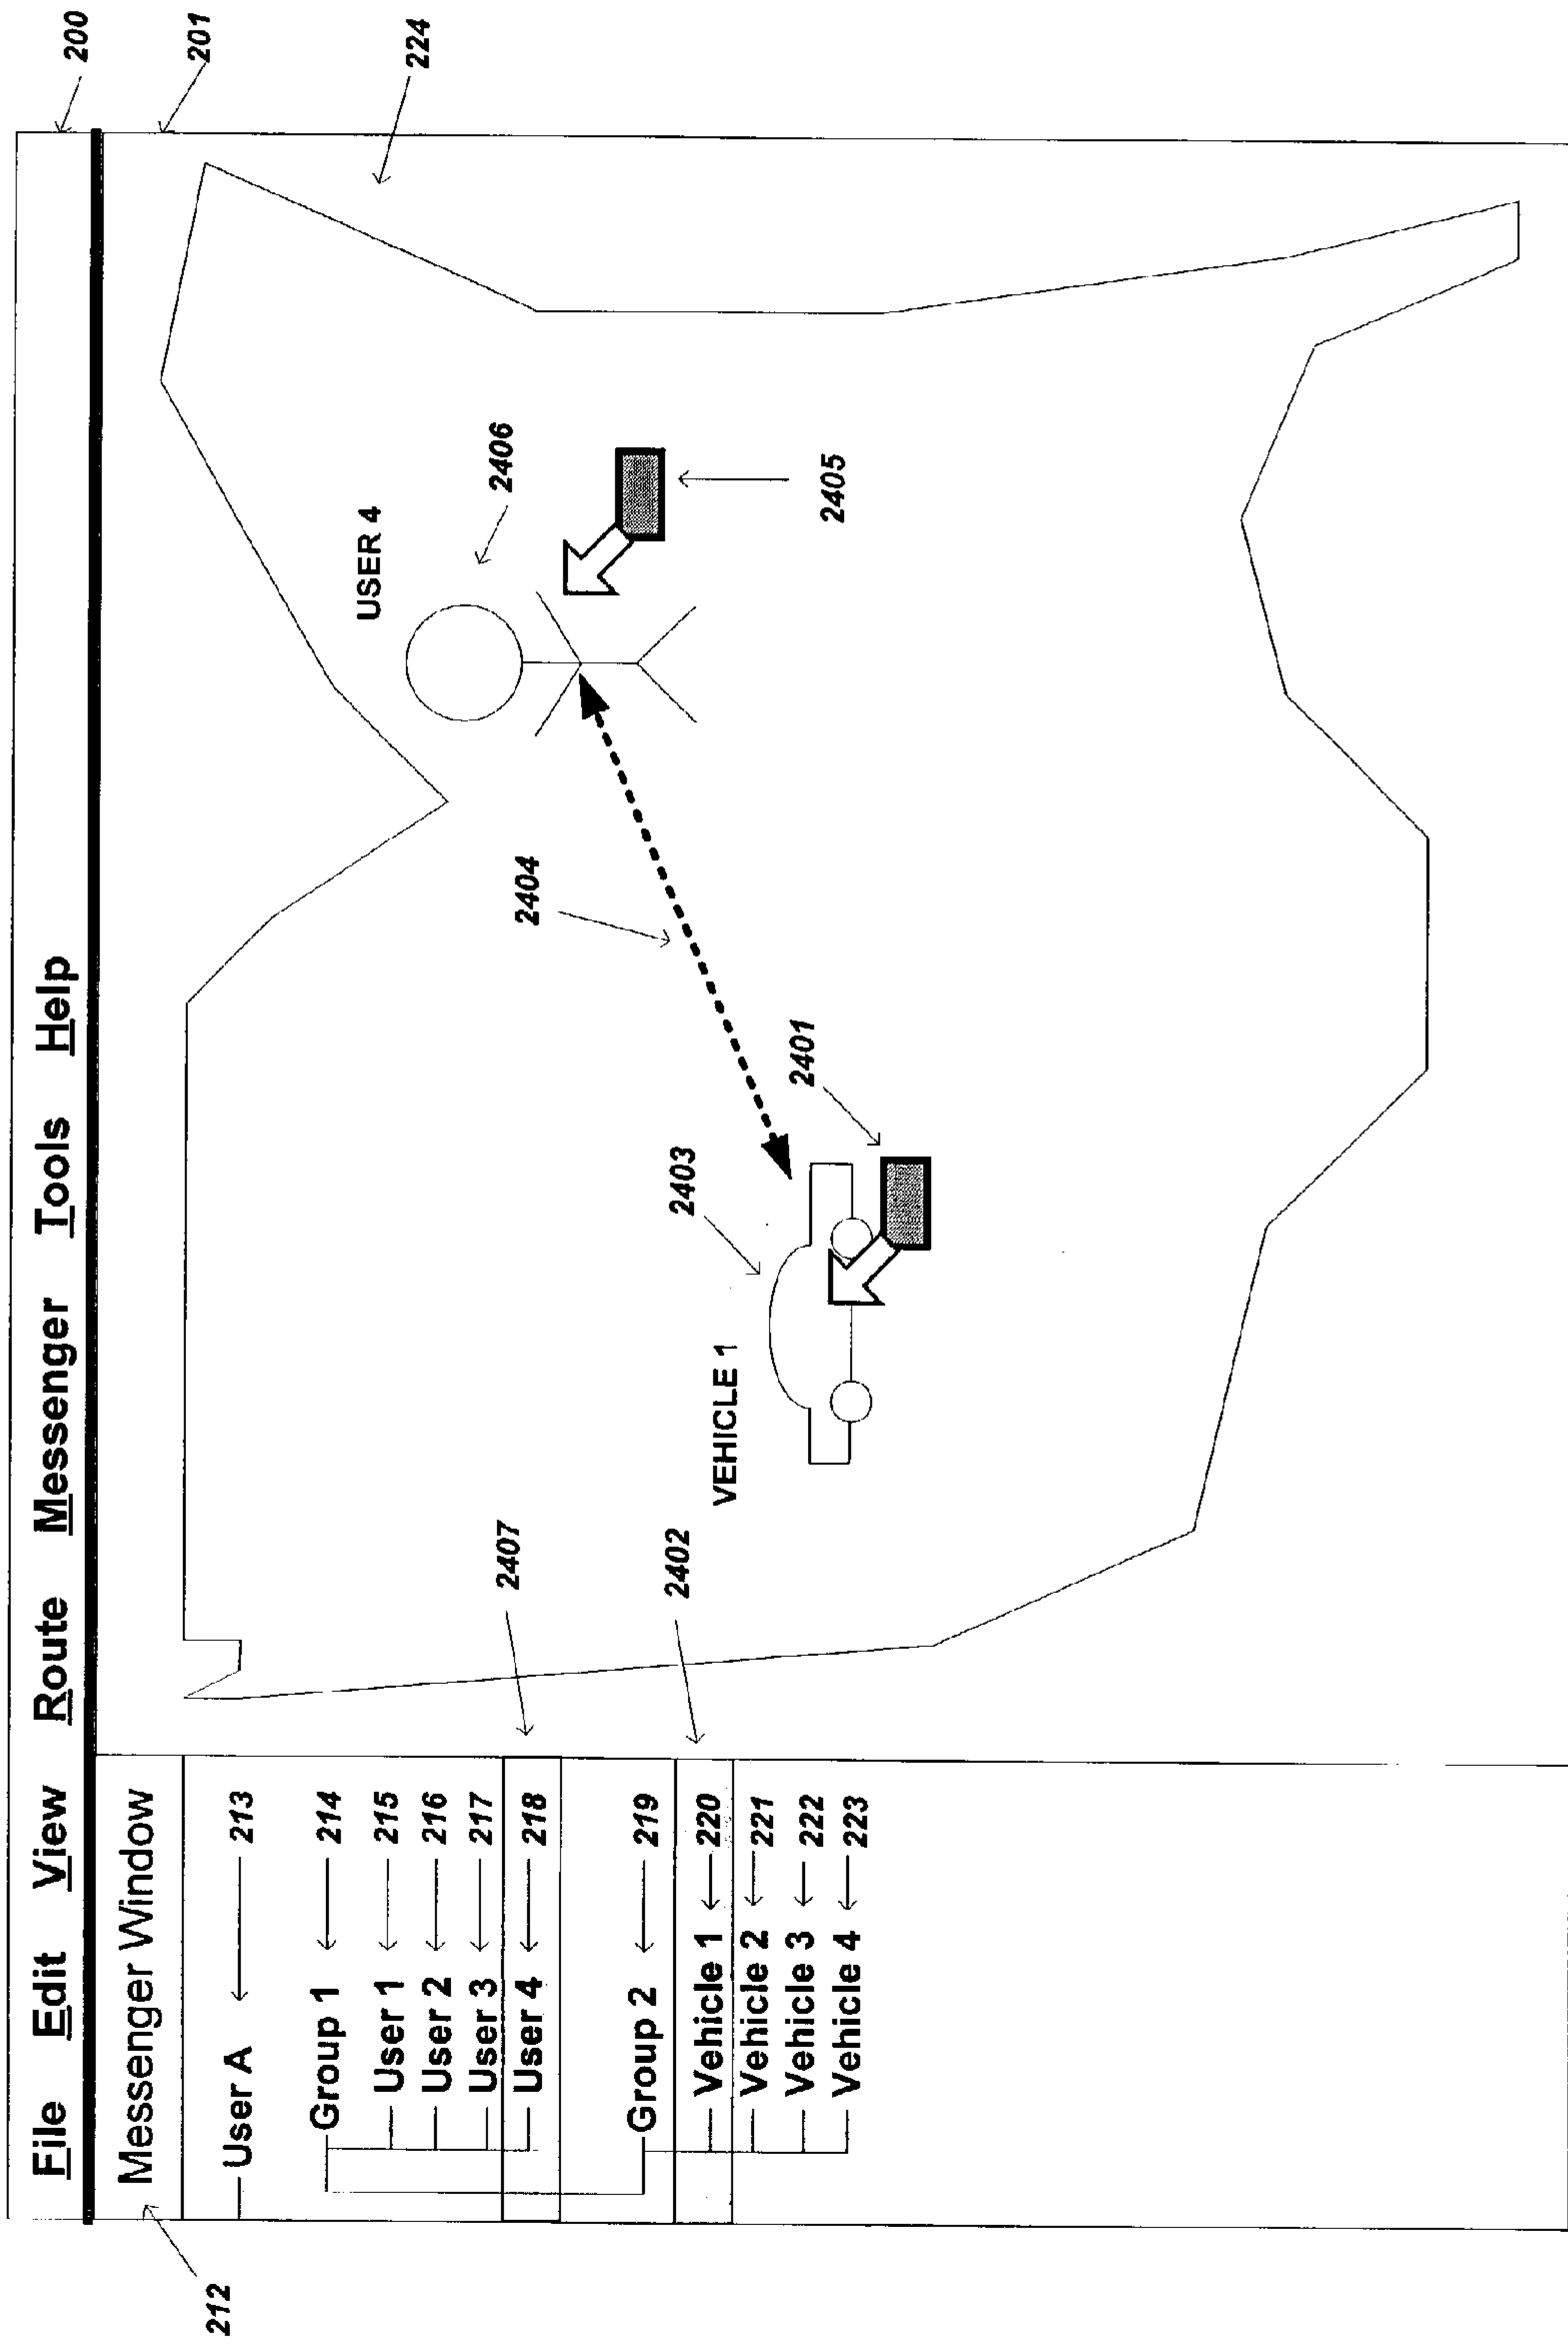 File Edit View Route Messenger Tools Help
200
201
212
Messenger Window
User A 213
Group 1 214
User 1 215
User 2 216
User 3 217
User 4 218
2407
Group 2 219
2402
Vehicle 1 220
Vehicle 2 221
Vehicle 3 222
Vehicle 4 223
224
USER 4
2406
2404
2405
VEHICLE 1
2403
2401